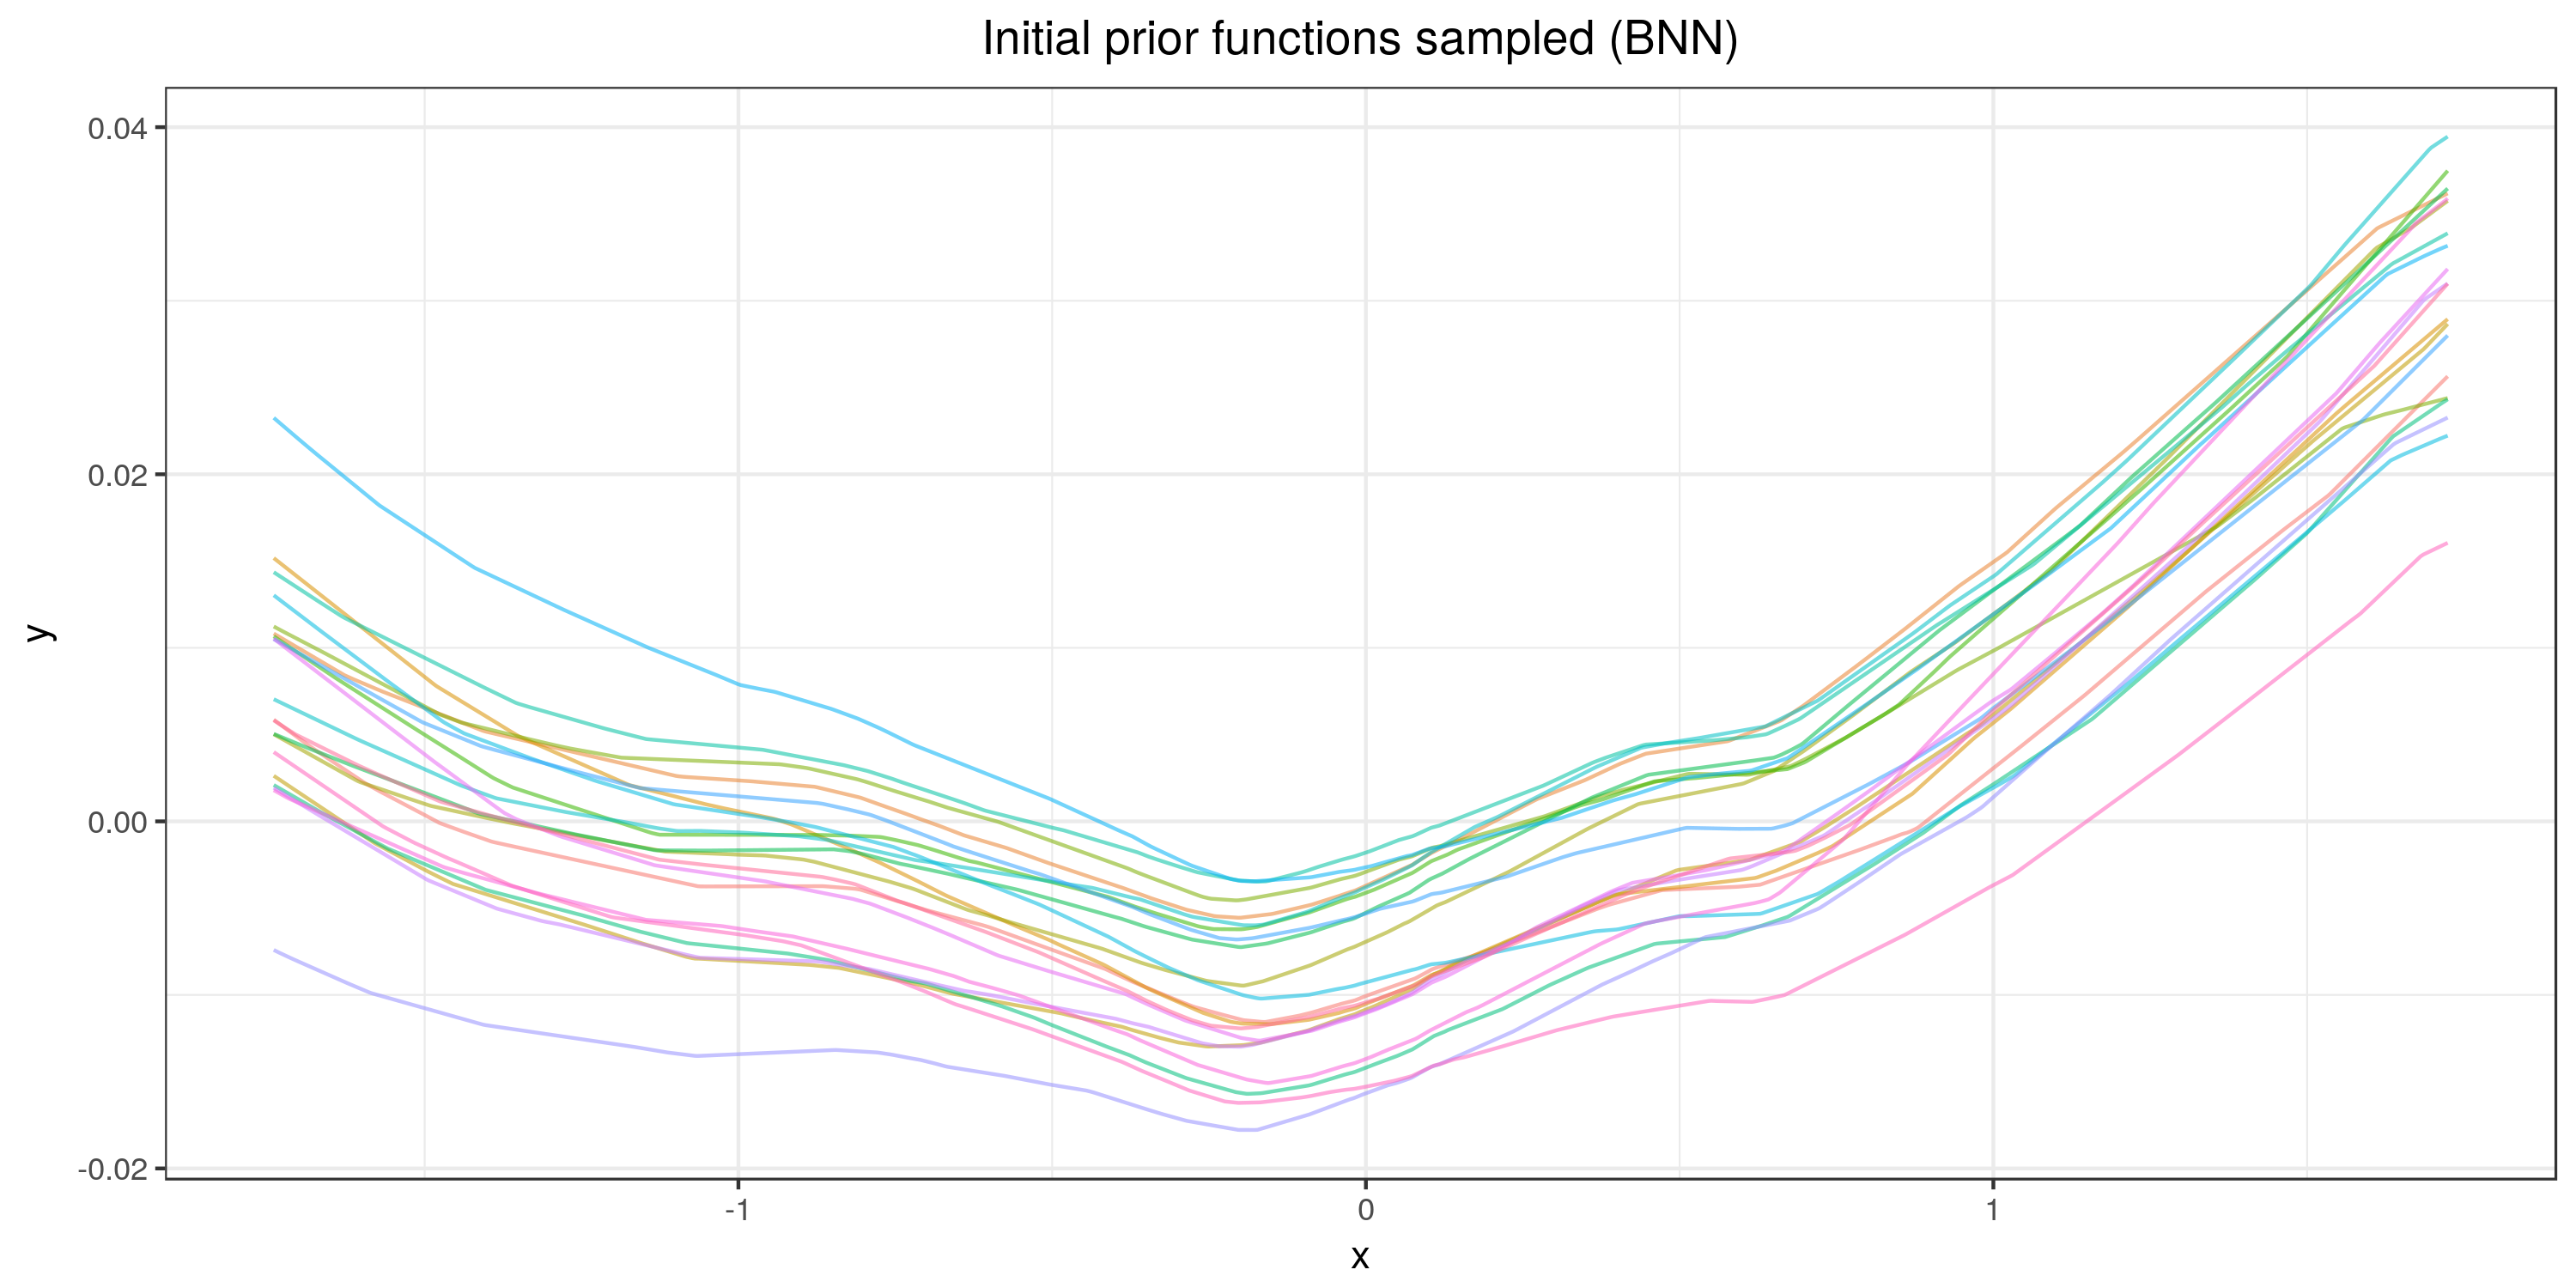 Initial prior functions sampled (BNN)
0.04
0.02
0.00
-0.02
y
-1
0
1
x